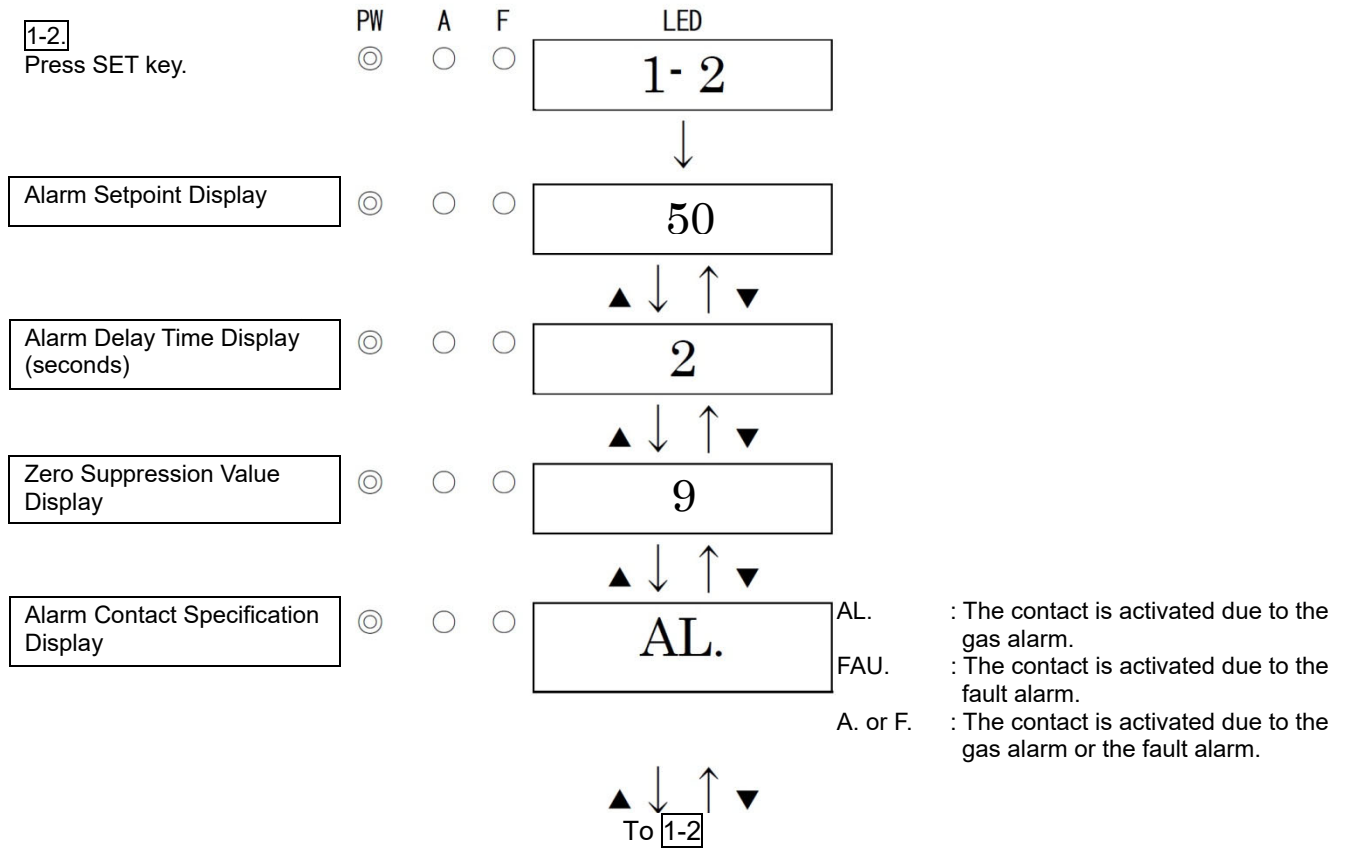 PW A F LED
1-2.
Press SET key.
1- 2
Alarm Setpoint Display
50
▲ ↓ ↑ ▼
Alarm Delay Time Display
(seconds)
2
▲ ↓ ↑ ▼
Zero Suppression Value
Display
9
▲ ↓ ↑ ▼
Alarm Contact Specification
Display
AL.
AL. : The contact is activated due to the
gas alarm.
FAU. : The contact is activated due to the
fault alarm.
A. or F. : The contact is activated due to the
gas alarm or the fault alarm.
▲ ↓ ↑ ▼
To 1-2